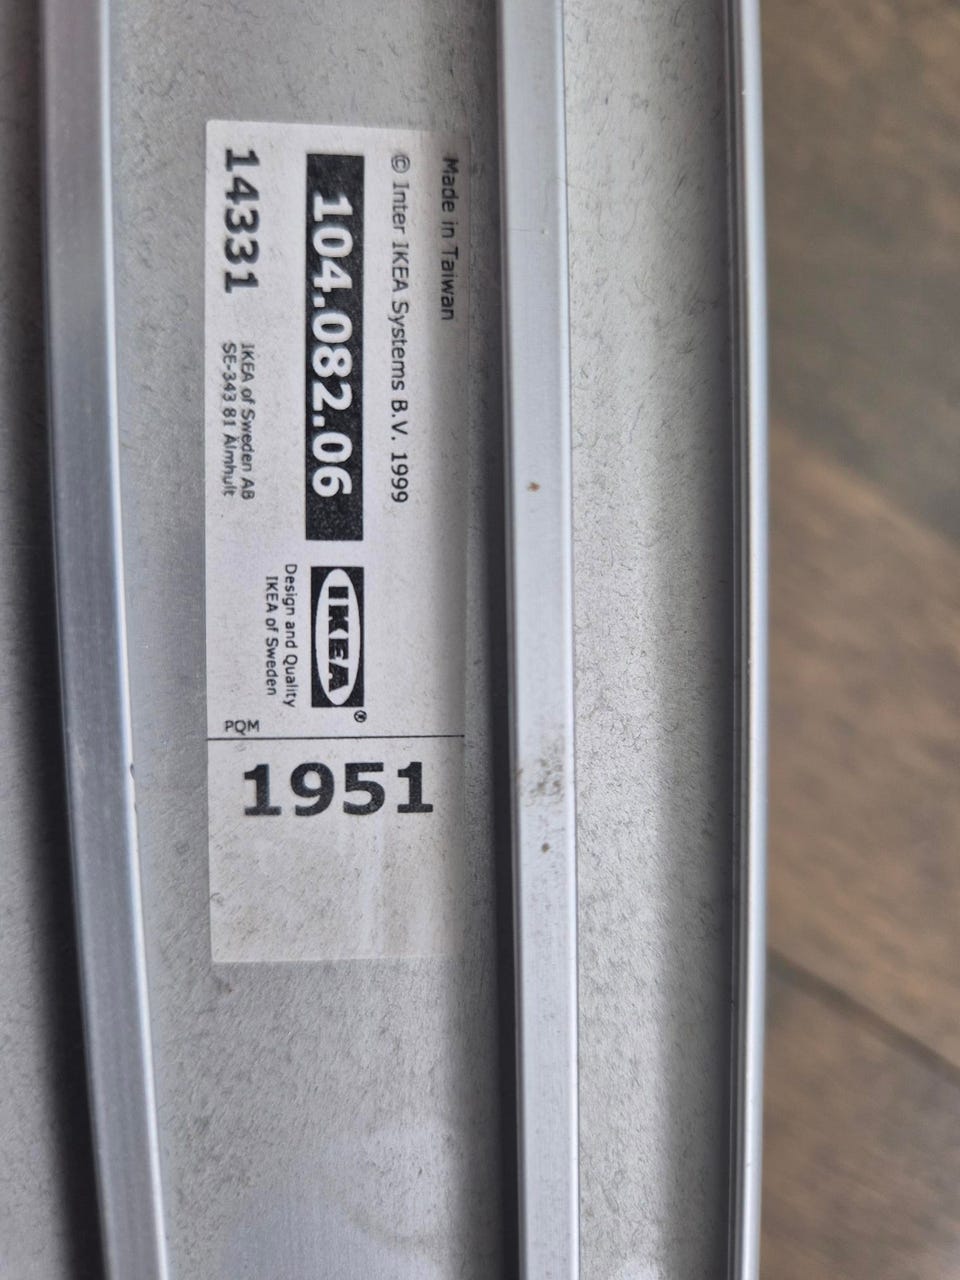 Made in Taiwan
© Inter IKEA Systems B.V. 1999
104.082.06
IKEA®
Design and Quality
IKEA of Sweden
14331
IKEA of Sweden AB
SE-343 81 Älmhult
PQM
1951